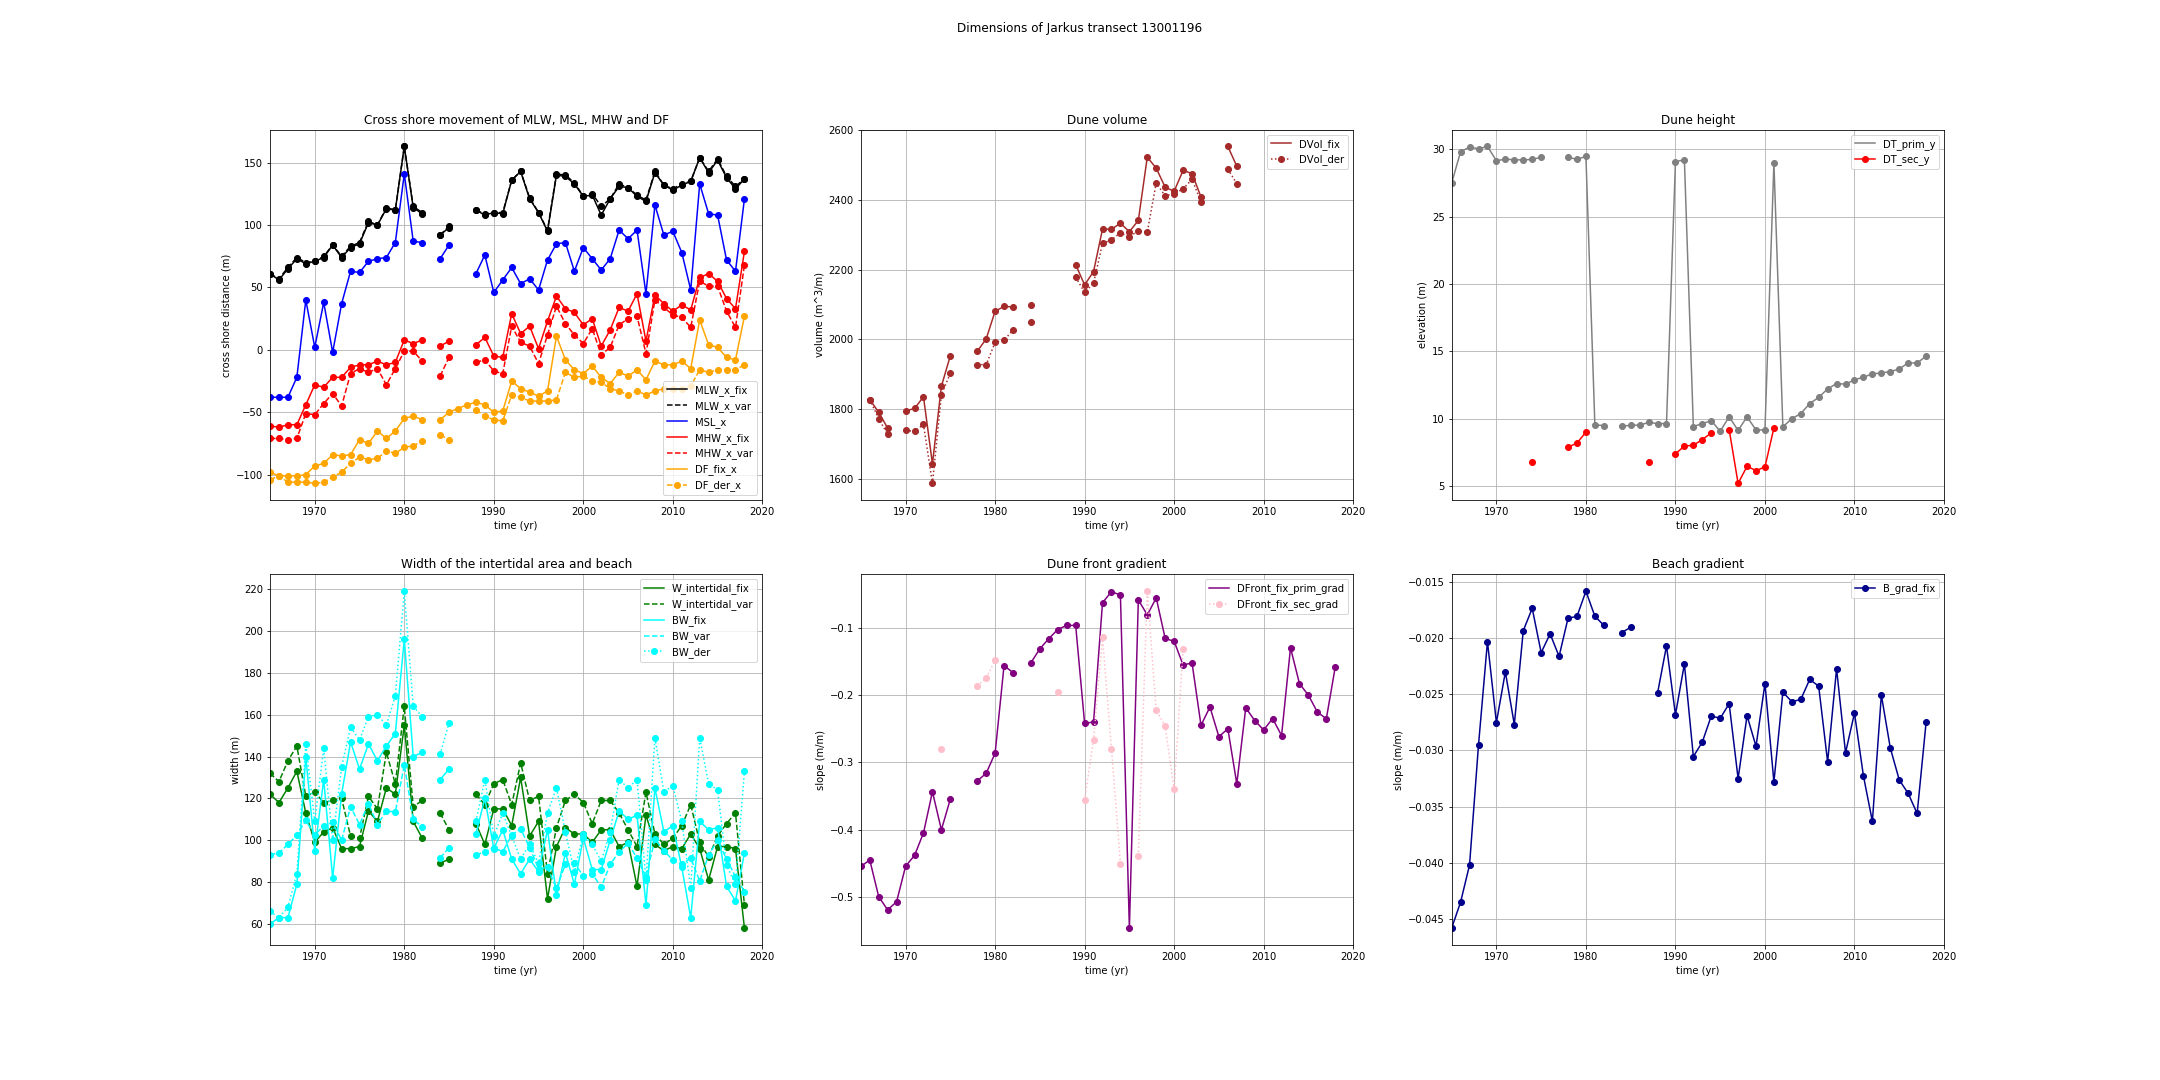 Dimensions of Jarkus transect 13001196
Cross shore movement of MLW, MSL, MHW and DF
cross shore distance (m)
150
100
50
0
−50
−100
1970
1980
1990
2000
2010
2020
time (yr)
MLW_x_fix
MLW_x_var
MSL_x
MHW_x_fix
MHW_x_var
DF_fix_x
DF_der_x
Dune volume
volume (m^3/m)
2600
2400
2200
2000
1800
1600
1970
1980
1990
2000
2010
2020
time (yr)
DVol_fix
DVol_der
Dune height
elevation (m)
30
25
20
15
10
5
1970
1980
1990
2000
2010
2020
time (yr)
DT_prim_y
DT_sec_y
Width of the intertidal area and beach
width (m)
220
200
180
160
140
120
100
80
60
1970
1980
1990
2000
2010
2020
time (yr)
W_intertidal_fix
W_intertidal_var
BW_fix
BW_var
BW_der
Dune front gradient
slope (m/m)
−0.1
−0.2
−0.3
−0.4
−0.5
1970
1980
1990
2000
2010
2020
time (yr)
DFront_fix_prim_grad
DFront_fix_sec_grad
Beach gradient
slope (m/m)
−0.015
−0.020
−0.025
−0.030
−0.035
−0.040
−0.045
1970
1980
1990
2000
2010
2020
time (yr)
B_grad_fix